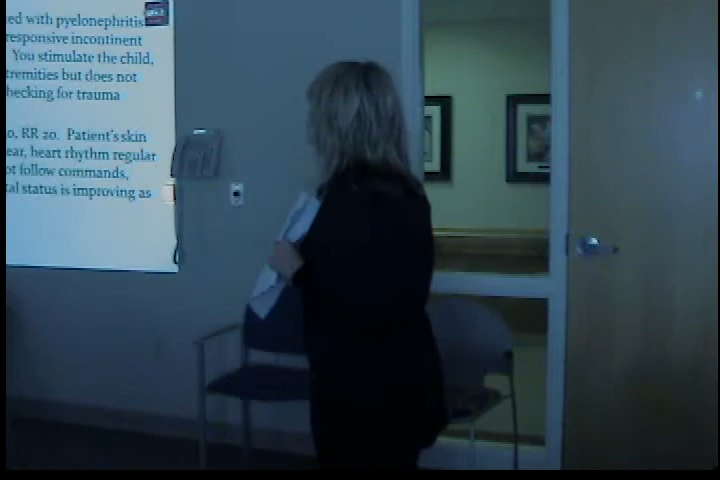 ed with pyelonephritis
responsive incontinent
You stimulate the child,
tremities but does not
hecking for trauma
0, RR 20. Patient's skin
ear, heart rhythm regular
ot follow commands,
tal status is improving as